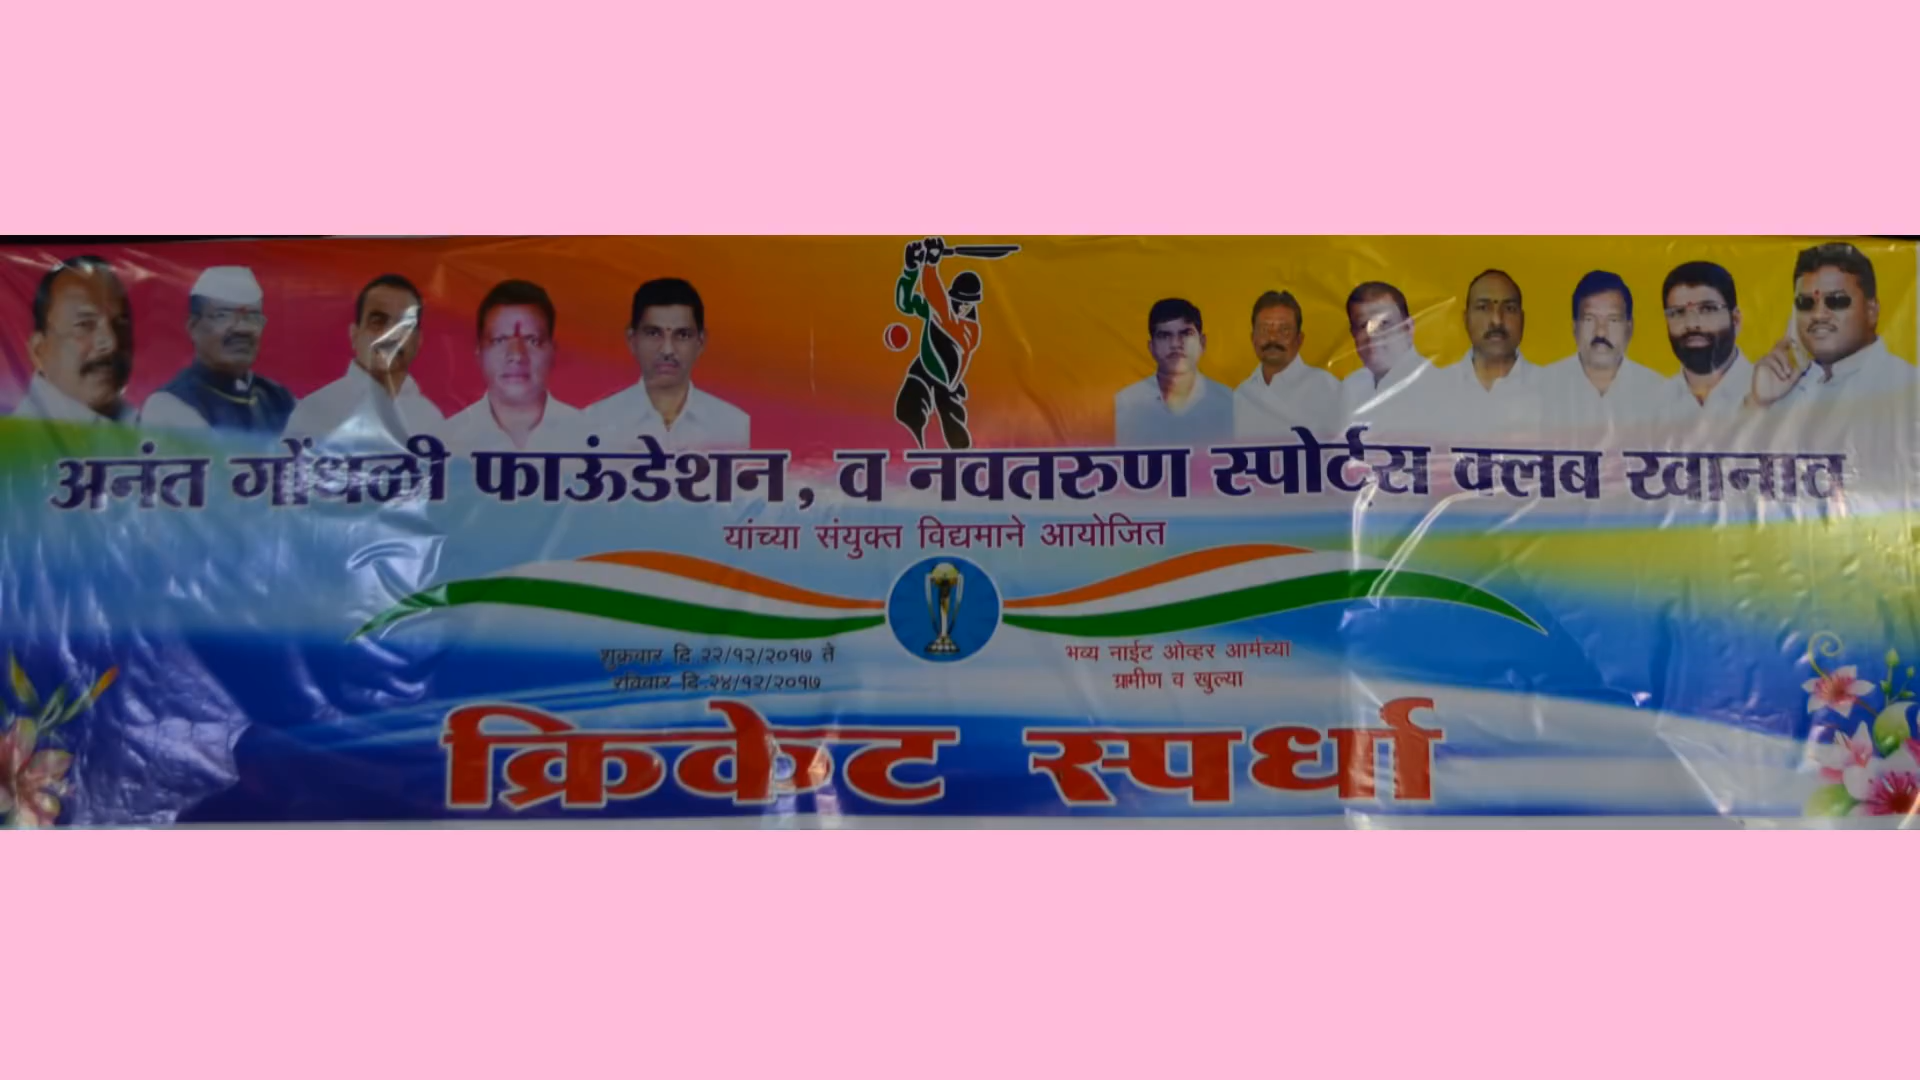 अनंत गोंधळी फाऊंडेशन, व नवतरुण स्पोर्ट्स क्लब खानाव
यांच्या संयुक्त विद्यमाने आयोजित
शुक्रवार दि.२२/१२/२०१७ ते
रविवार दि.२४/१२/२०१७
भव्य नाईट ओव्हर आर्मच्या
ग्रामीण व खुल्या
क्रिकेट स्पर्धा